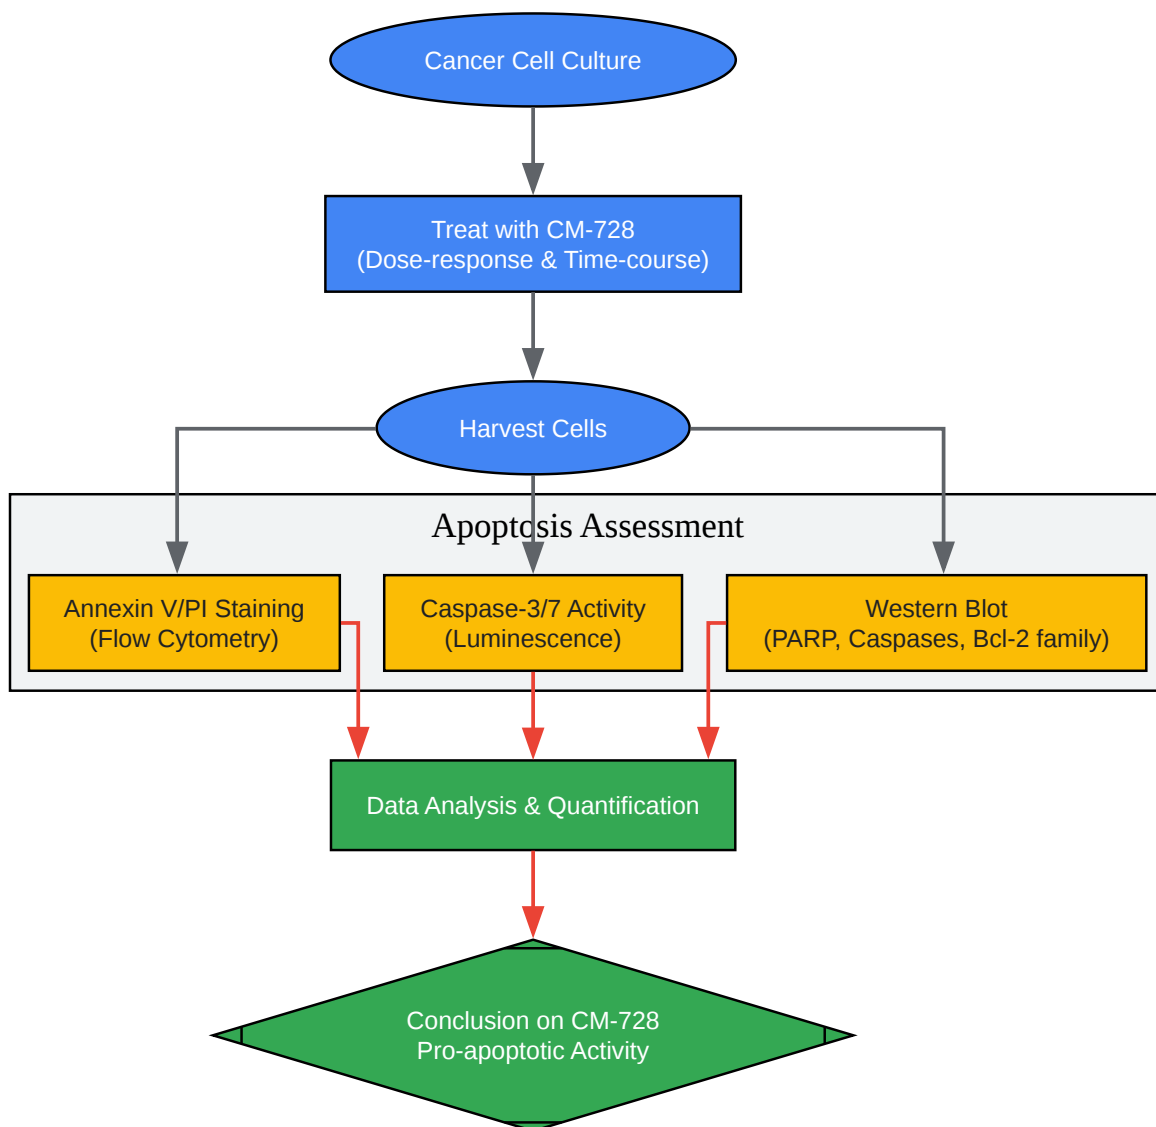 Cancer Cell Culture
Treat with CM-728
(Dose-response & Time-course)
Harvest Cells
Apoptosis Assessment
Annexin V/PI Staining
(Flow Cytometry)
Caspase-3/7 Activity
(Luminescence)
Western Blot
(PARP, Caspases, Bcl-2 family)
Data Analysis & Quantification
Conclusion on CM-728
Pro-apoptotic Activity